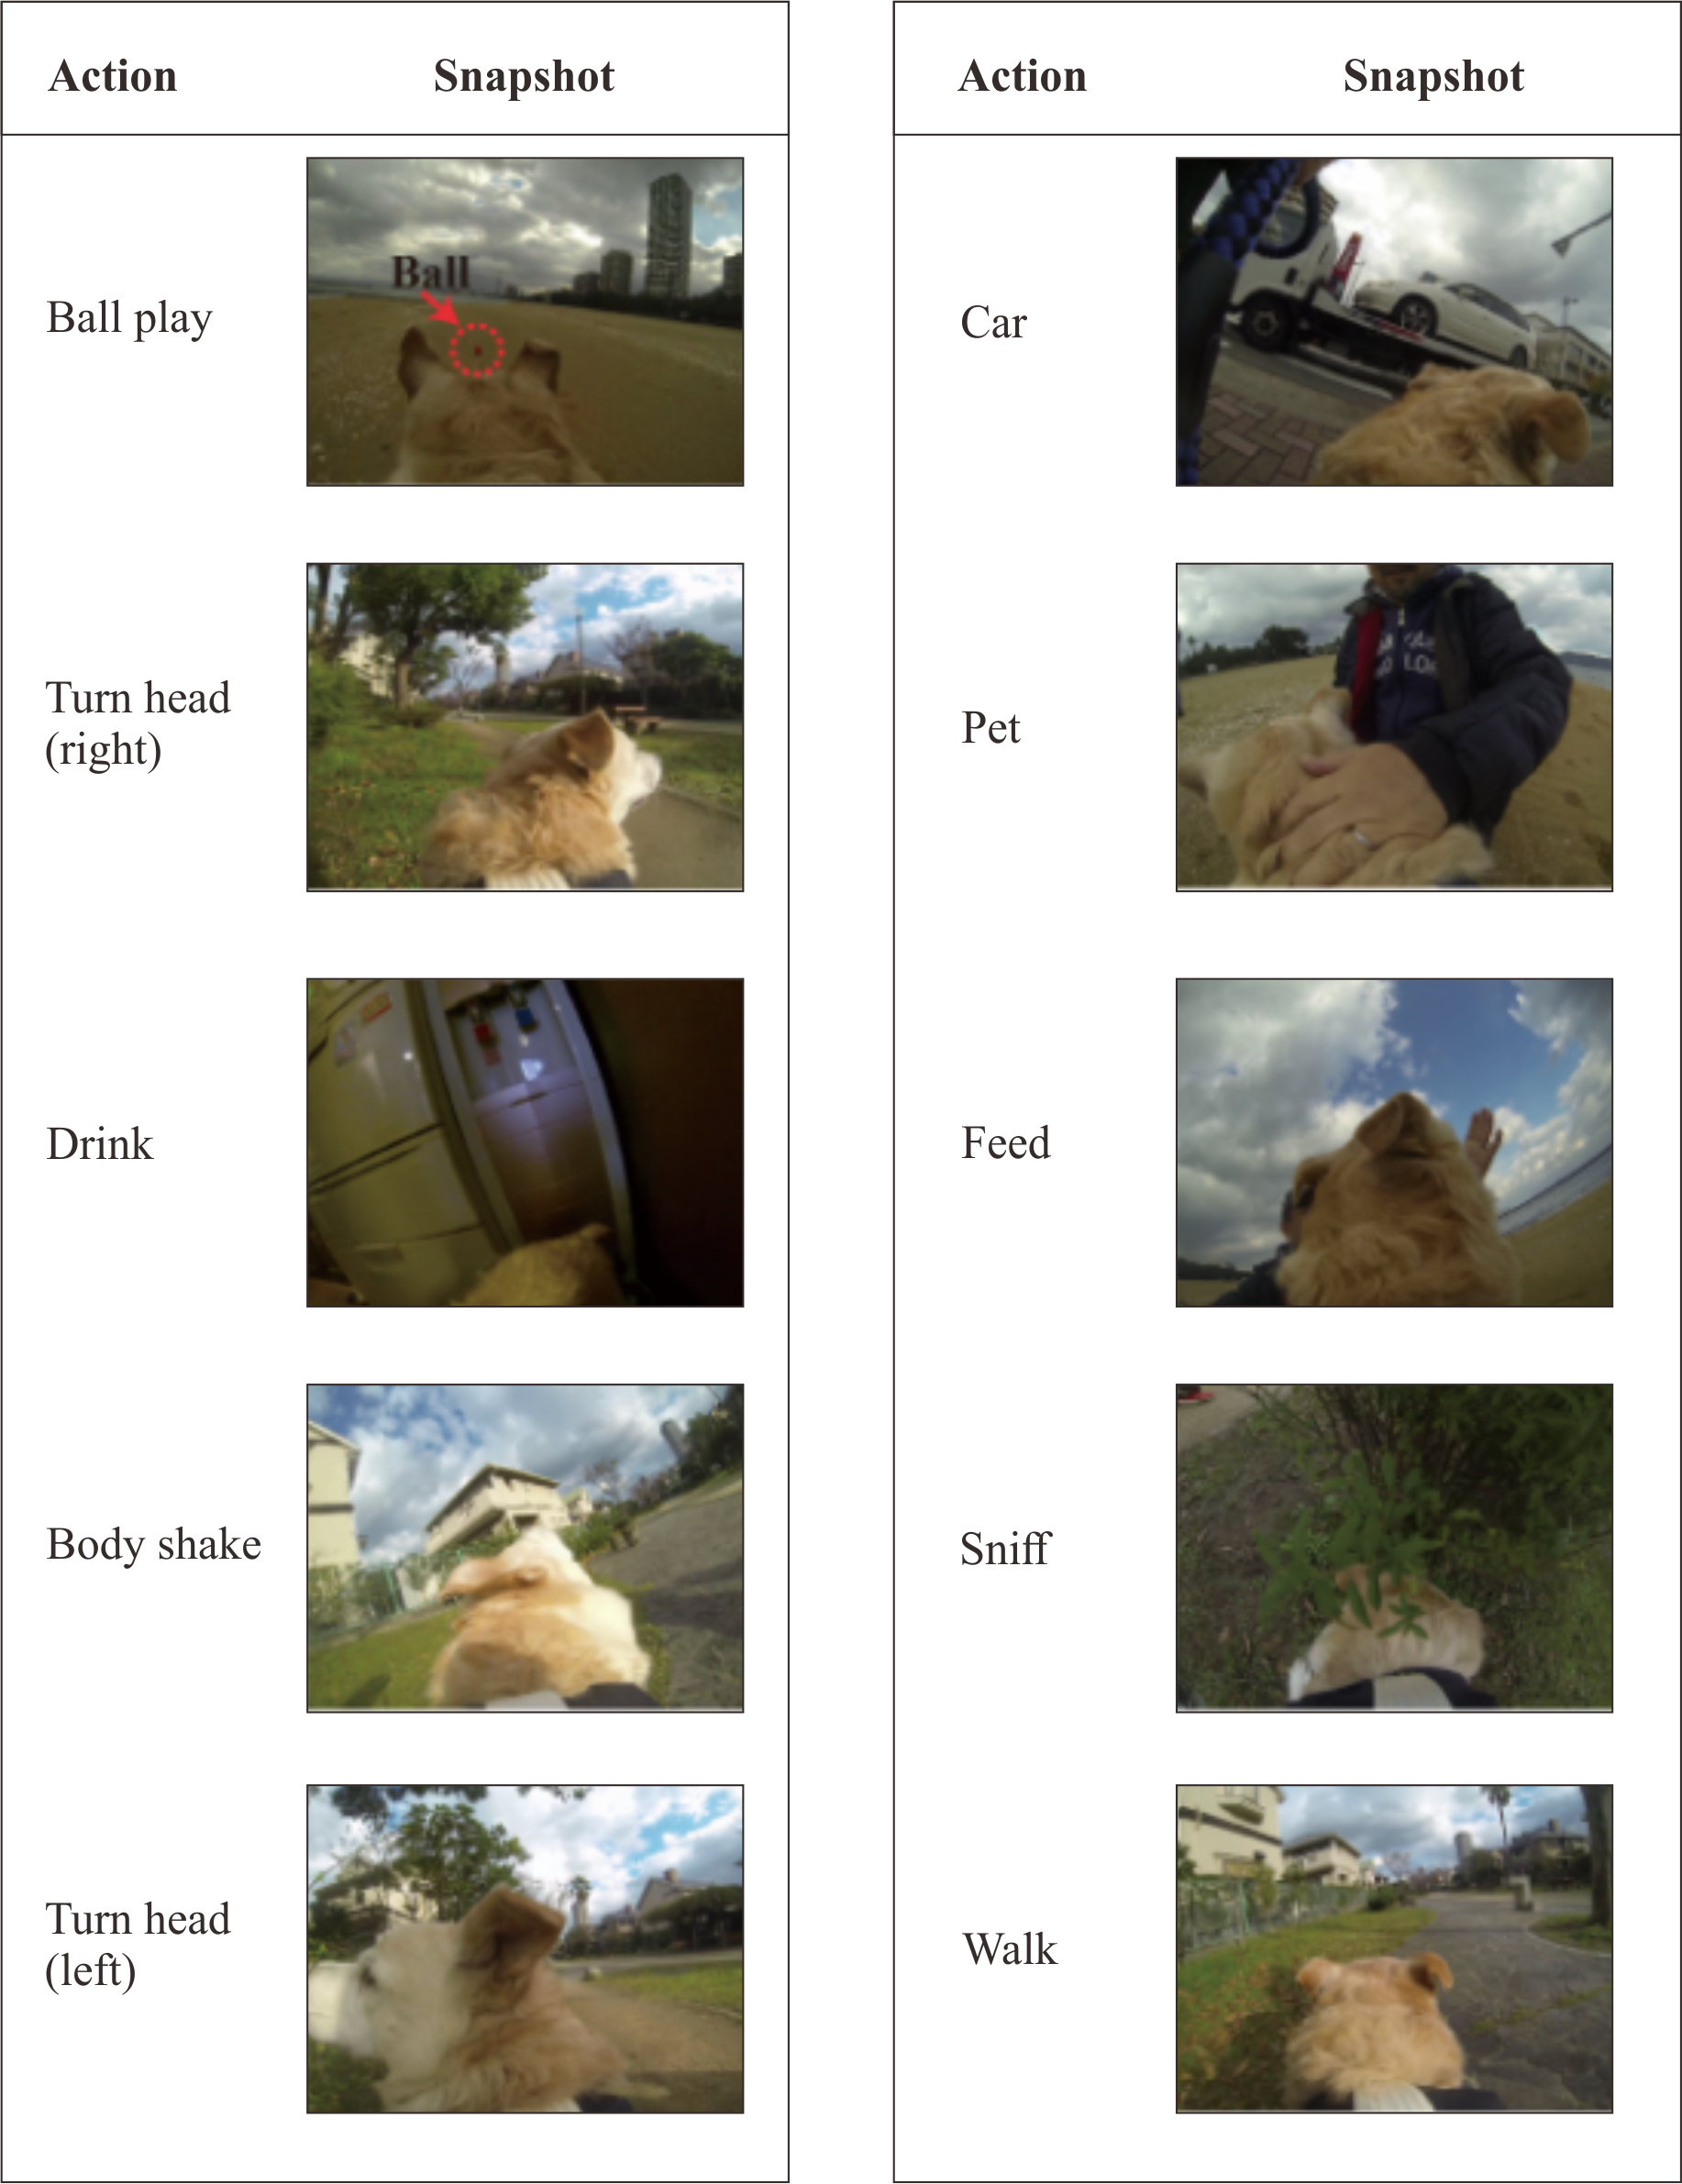 Action Snapshot
Ball
Ball play
Turn head
(right)
Drink
Body shake
Turn head
(left)
Action Snapshot
Car
Pet
Feed
Sniff
Walk